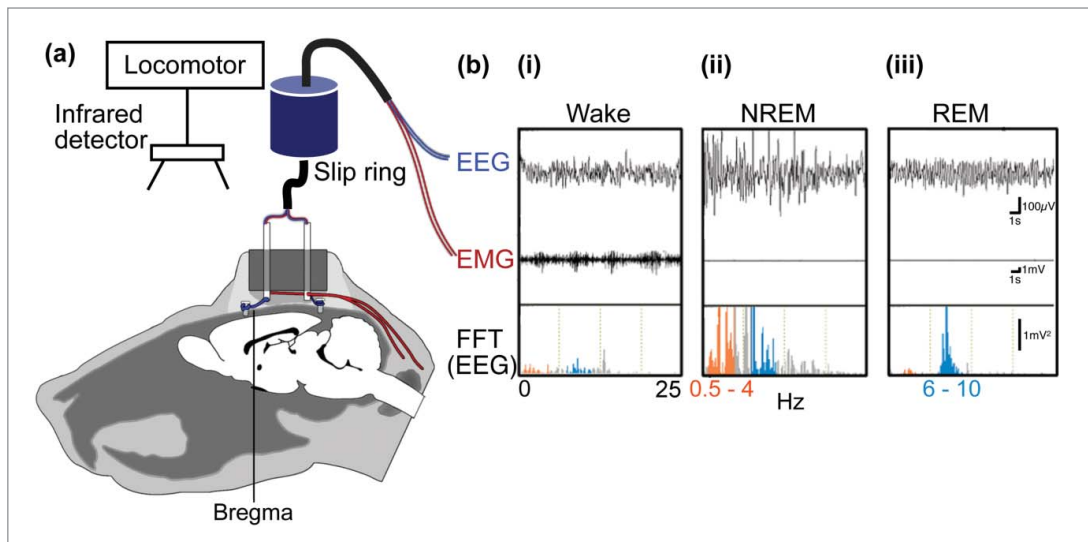 (a)
Locomotor
Infrared
detector
Slip ring
EEG
EMG
FFT
(EEG)
Bregma
(b)
(i)
(ii)
(iii)
Wake
NREM
REM
100μV
1s
1mV
1s
1mV²
0
25
0.5 - 4
Hz
6 - 10